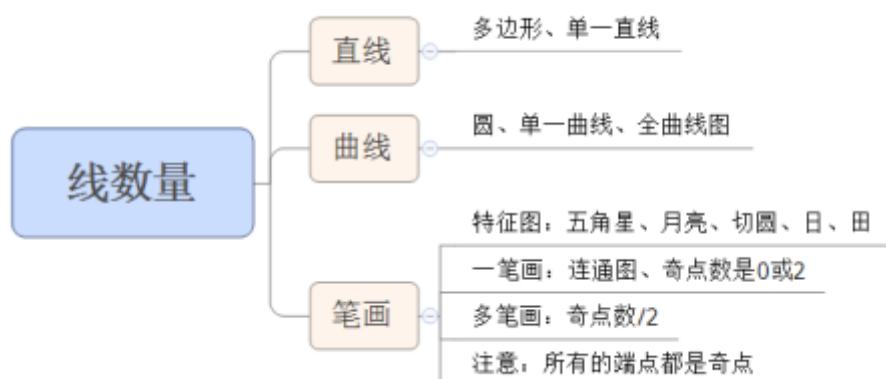 线数量
直线
多边形、单一直线
曲线
圆、单一曲线、全曲线图
笔画
特征图：五角星、月亮、切圆、日、田
一笔画：连通图、奇点数是0或2
多笔画：奇点数/2
注意：所有的端点都是奇点